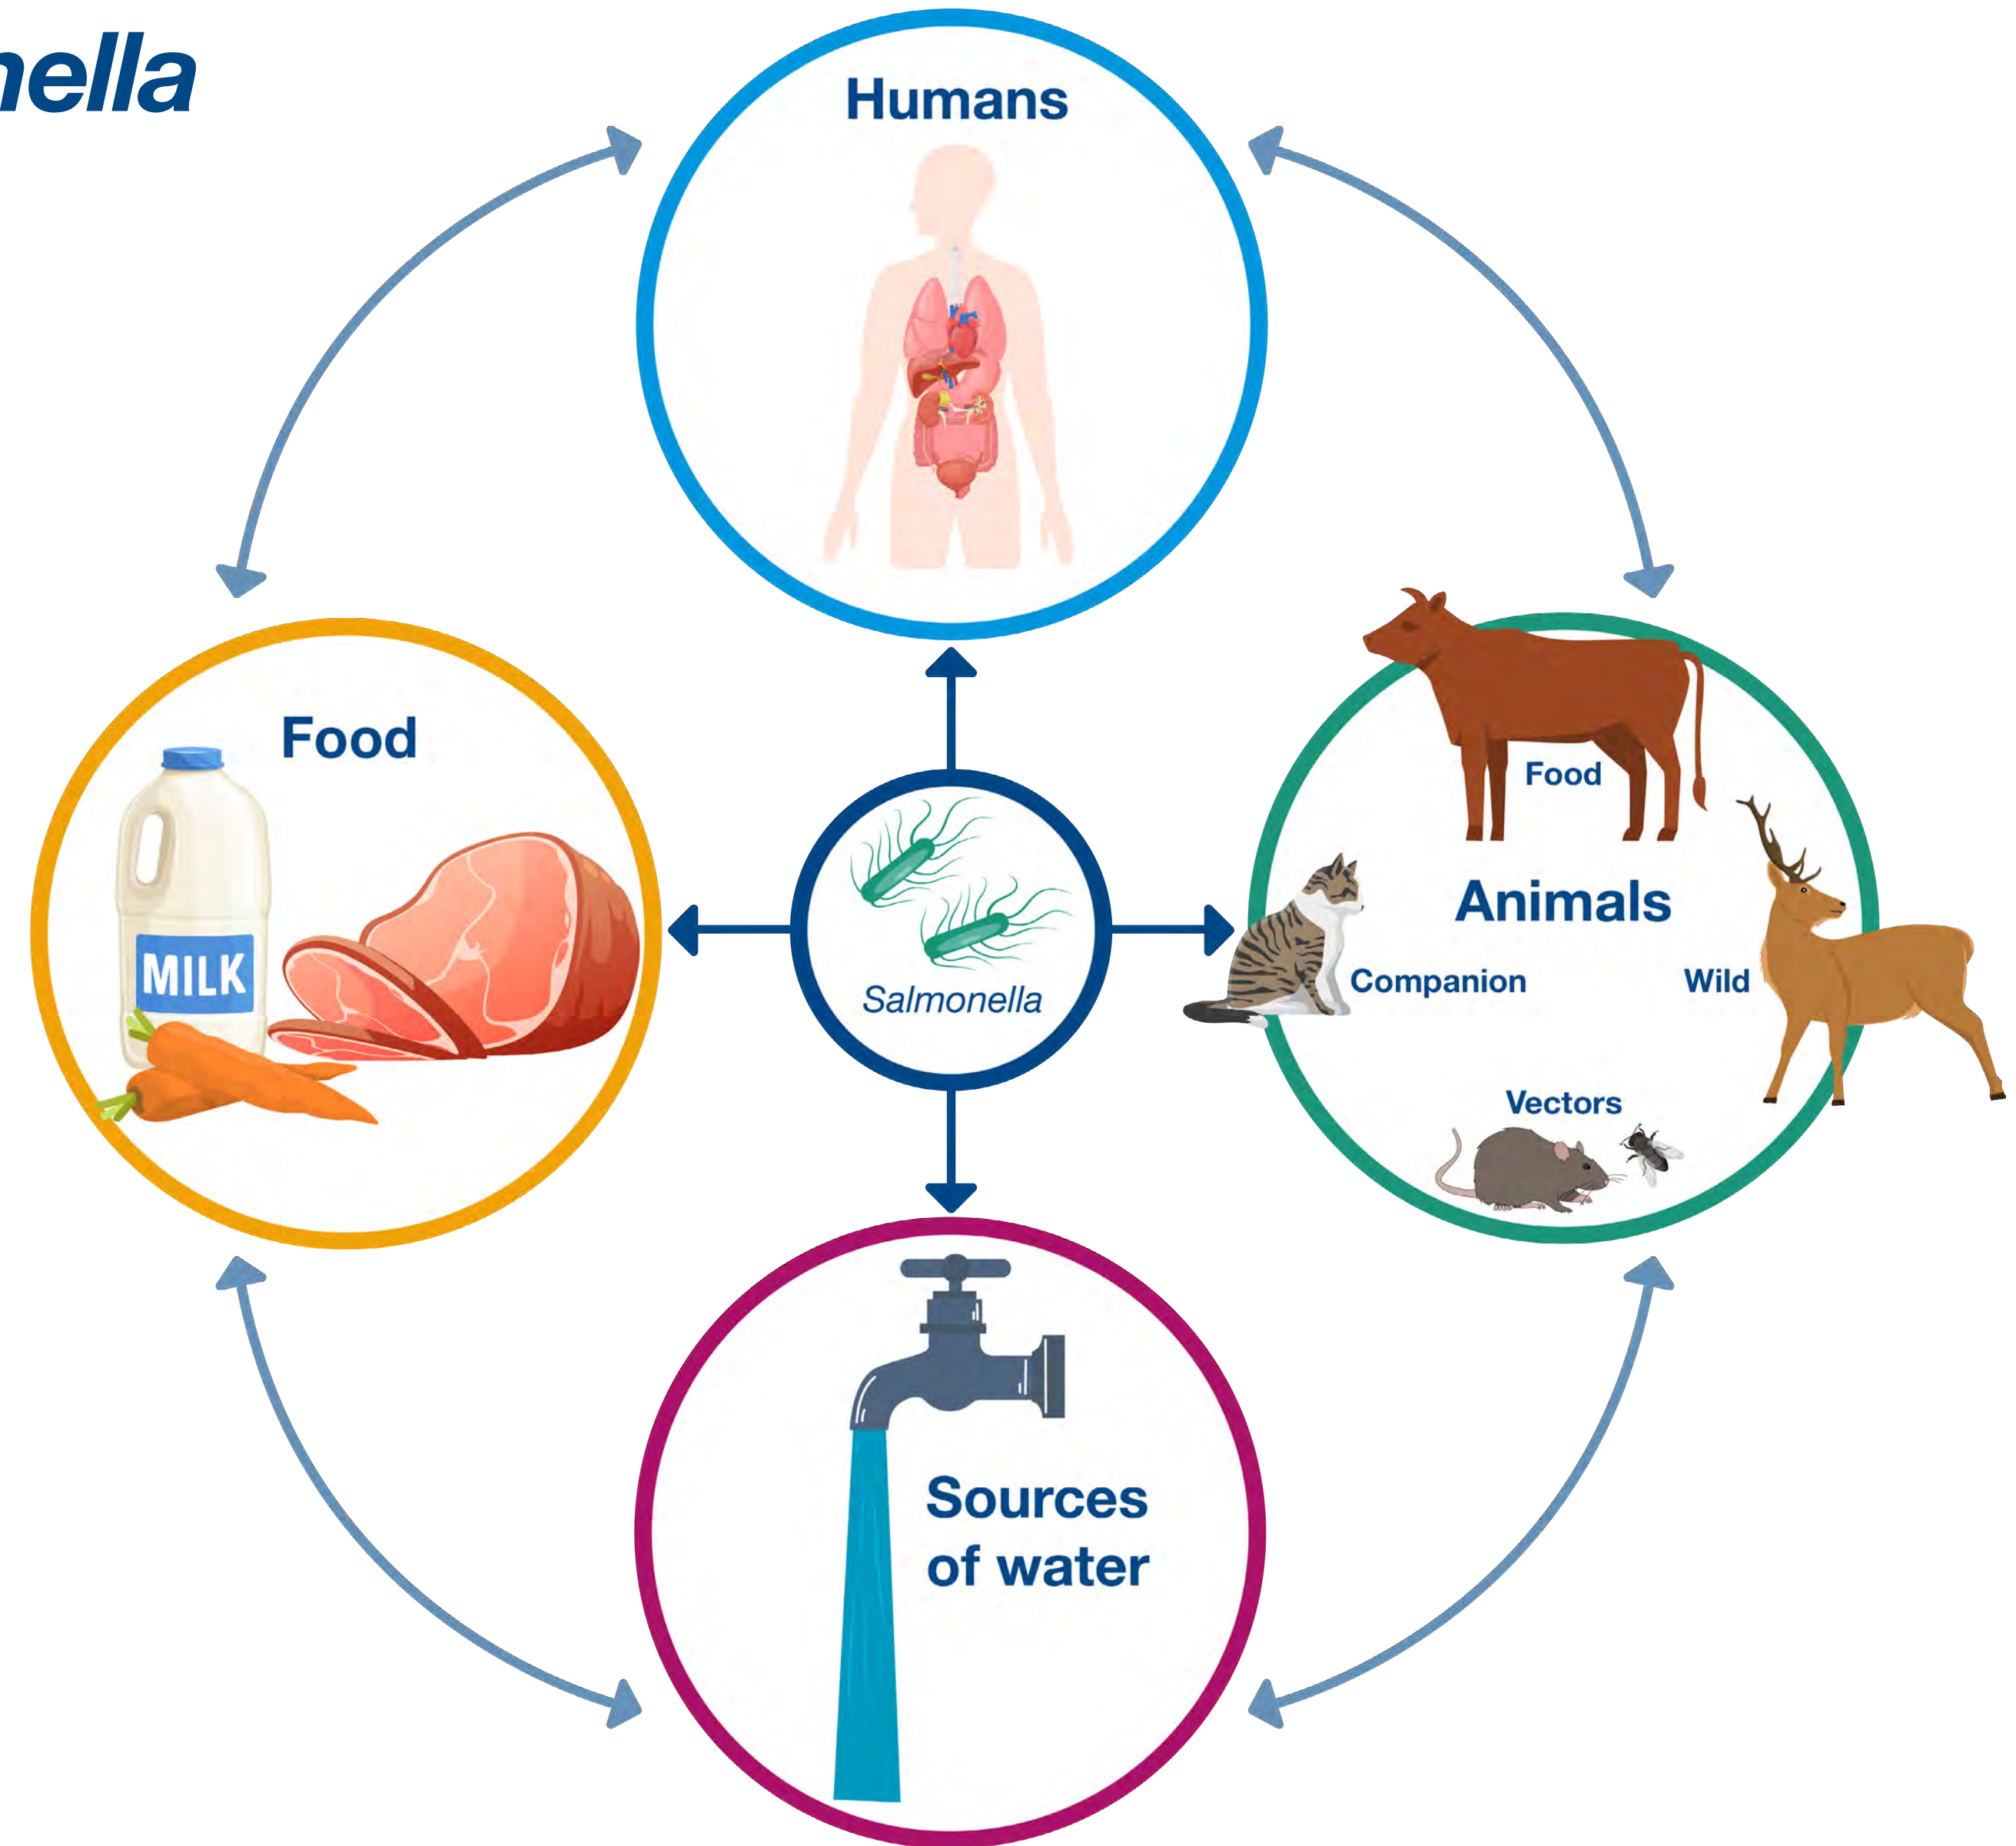 nella
Humans
Food
MILK
Salmonella
Food
Animals
Companion
Wild
Vectors
Sources
of water